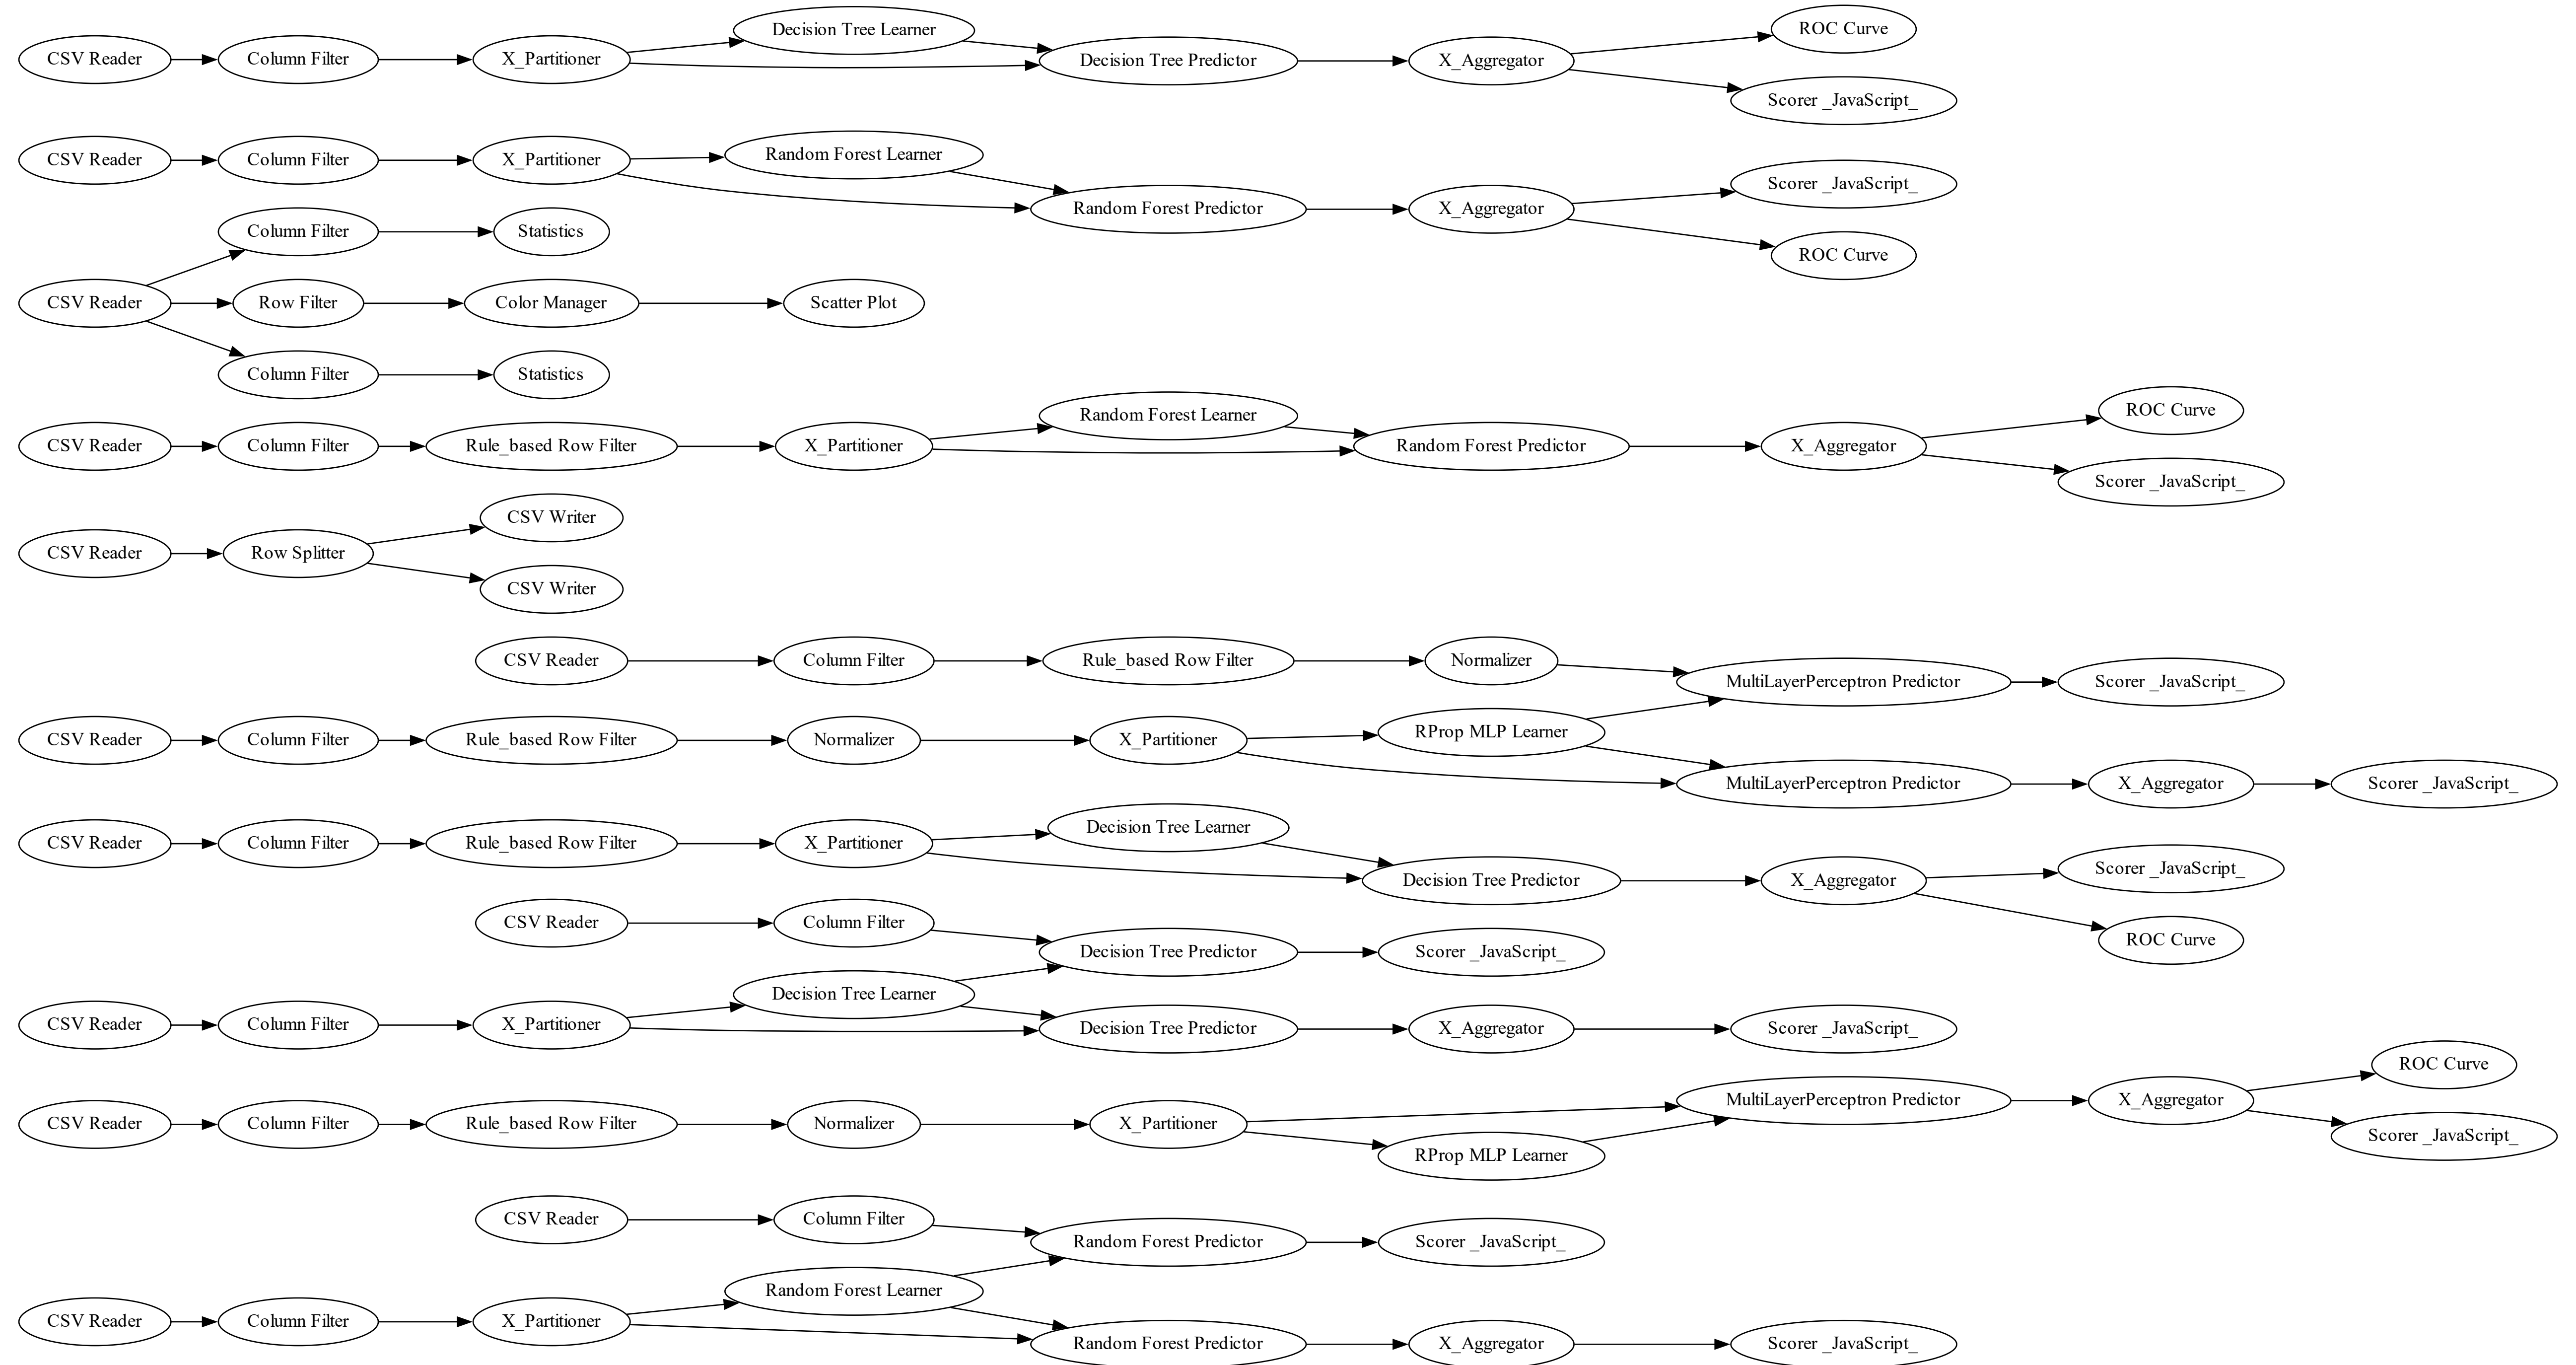 CSV Reader
Column Filter
X_Partitioner
Decision Tree Learner
Decision Tree Predictor
X_Aggregator
ROC Curve
Scorer _JavaScript_
CSV Reader
Column Filter
X_Partitioner
Random Forest Learner
Random Forest Predictor
X_Aggregator
Scorer _JavaScript_
ROC Curve
CSV Reader
Column Filter
Statistics
Row Filter
Color Manager
Scatter Plot
Column Filter
Statistics
CSV Reader
Column Filter
Rule_based Row Filter
X_Partitioner
Random Forest Learner
Random Forest Predictor
X_Aggregator
ROC Curve
Scorer _JavaScript_
CSV Reader
Row Splitter
CSV Writer
CSV Writer
CSV Reader
Column Filter
Rule_based Row Filter
Normalizer
MultiLayerPerceptron Predictor
Scorer _JavaScript_
CSV Reader
Column Filter
Rule_based Row Filter
Normalizer
X_Partitioner
RProp MLP Learner
MultiLayerPerceptron Predictor
X_Aggregator
Scorer _JavaScript_
CSV Reader
Column Filter
Rule_based Row Filter
X_Partitioner
Decision Tree Learner
Decision Tree Predictor
X_Aggregator
Scorer _JavaScript_
ROC Curve
CSV Reader
Column Filter
Decision Tree Predictor
Scorer _JavaScript_
CSV Reader
Column Filter
X_Partitioner
Decision Tree Learner
Decision Tree Predictor
X_Aggregator
Scorer _JavaScript_
CSV Reader
Column Filter
Rule_based Row Filter
Normalizer
X_Partitioner
RProp MLP Learner
MultiLayerPerceptron Predictor
X_Aggregator
ROC Curve
Scorer _JavaScript_
CSV Reader
Column Filter
Random Forest Predictor
Scorer _JavaScript_
CSV Reader
Column Filter
X_Partitioner
Random Forest Learner
Random Forest Predictor
X_Aggregator
Scorer _JavaScript_